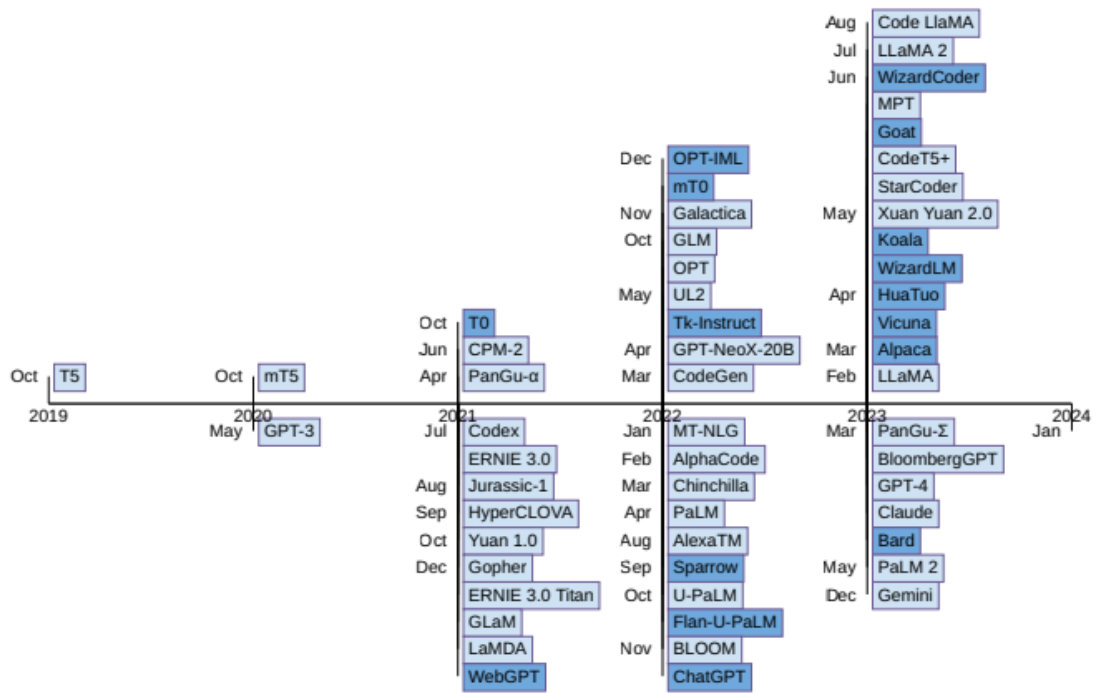 Aug Code LlaMA
Jul LLaMA 2
Jun WizardCoder
MPT
Goat
Dec OPT-IML CodeT5+
mT0 StarCoder
Nov Galactica May Xuan Yuan 2.0
Oct GLM Koala
OPT WizardLM
May UL2 Apr HuaTuo
Oct T0 Tk-Instruct Vicuna
Jun CPM-2 Apr GPT-NeoX-20B Mar Alpaca
Oct T5 Oct mT5 Apr PanGu-α Mar CodeGen Feb LLaMA
2019 2020 2021 2022 2023 2024
May GPT-3 Jul Codex Jan MT-NLG Mar PanGu-Σ Jan
ERNIE 3.0 Feb AlphaCode BloombergGPT
Aug Jurassic-1 Mar Chinchilla GPT-4
Sep HyperCLOVA Apr PaLM Claude
Oct Yuan 1.0 Aug AlexaTM Bard
Dec Gopher Sep Sparrow May PaLM 2
ERNIE 3.0 Titan Oct U-PaLM Dec Gemini
GLaM Flan-U-PaLM
LaMDA Nov BLOOM
WebGPT ChatGPT